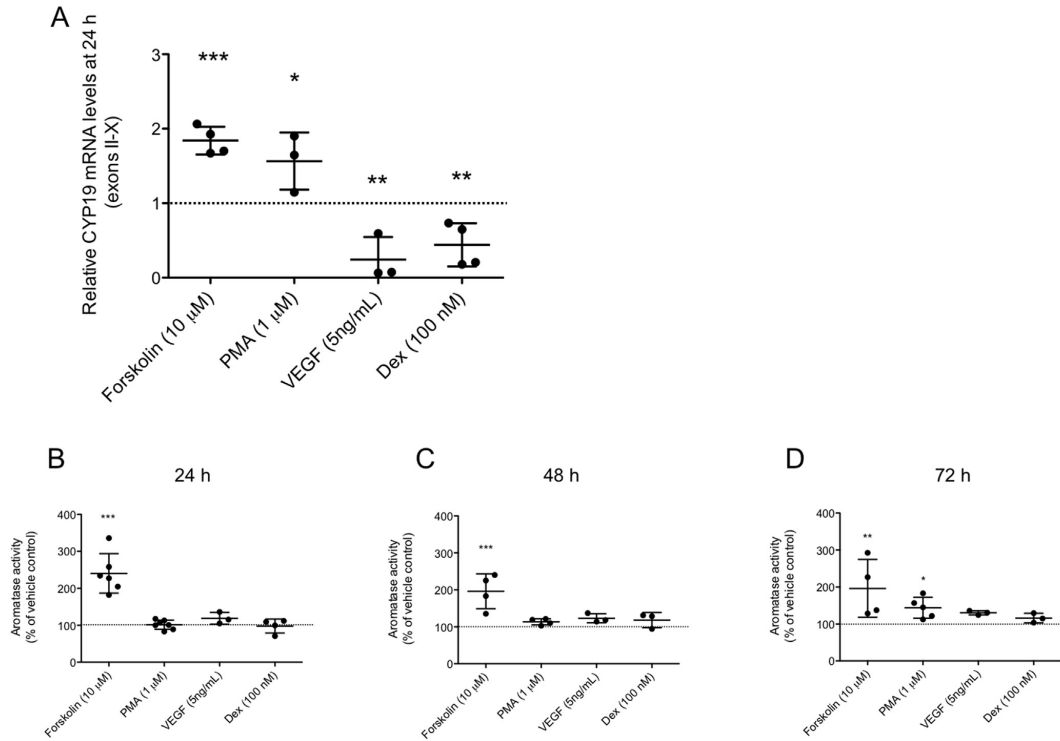 A
Relative CYP19 mRNA levels at 24 h
(exons II-X)
3
2
1
0
***
*
**
**
Forskolin (10 μM)
PMA (1 μM)
VEGF (5ng/mL)
Dex (100 nM)
B
24 h
Aromatase activity
(% of vehicle control)
400
300
200
100
0
***
Forskolin (10 μM)
PMA (1 μM)
VEGF (5ng/mL)
Dex (100 nM)
C
48 h
Aromatase activity
(% of vehicle control)
400
300
200
100
0
***
Forskolin (10 μM)
PMA (1 μM)
VEGF (5ng/mL)
Dex (100 nM)
D
72 h
Aromatase activity
(% of vehicle control)
400
300
200
100
0
**
*
Forskolin (10 μM)
PMA (1 μM)
VEGF (5ng/mL)
Dex (100 nM)